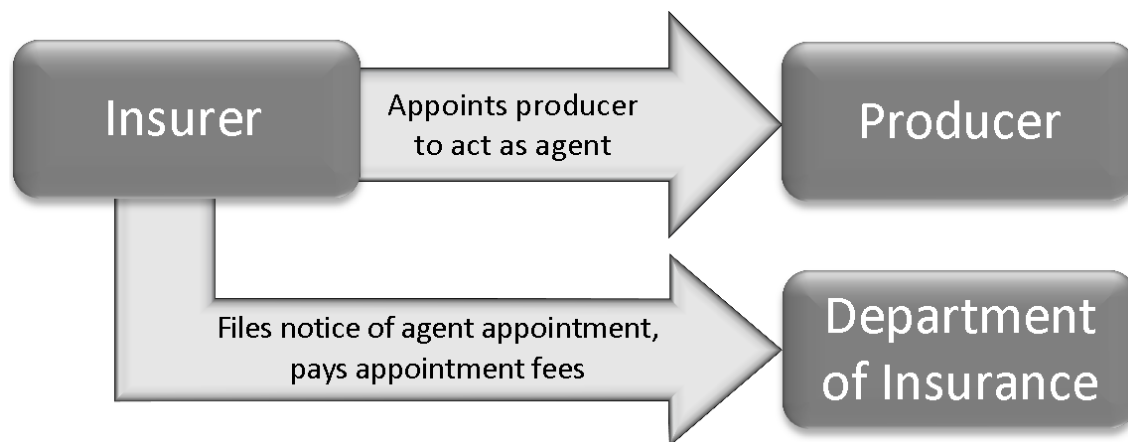 Insurer
Appoints producer
to act as agent
Producer
Files notice of agent appointment,
pays appointment fees
Department
of Insurance